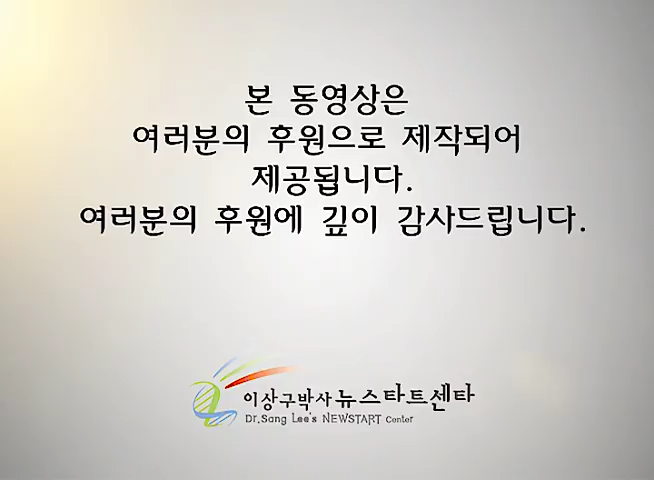 본 동영상은
여러분의 후원으로 제작되어
제공됩니다.
여러분의 후원에 깊이 감사드립니다.
이상구박사 뉴스타트센타
Dr.Sang Lee's NEWSTART Center